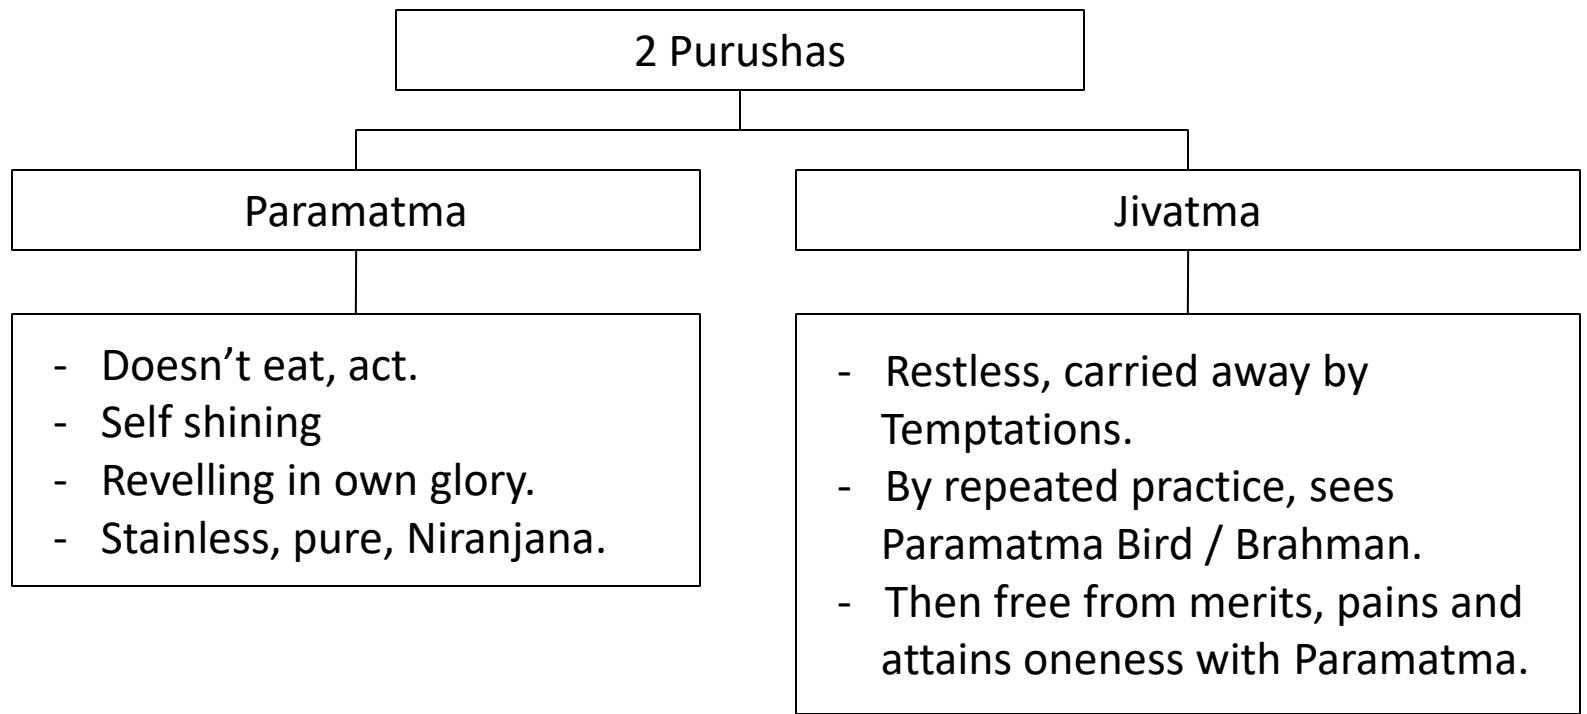 2 Purushas
Paramatma
Jivatma
- Doesn’t eat, act.
- Self shining
- Revelling in own glory.
- Stainless, pure, Niranjana.
- Restless, carried away by
Temptations.
- By repeated practice, sees
Paramatma Bird / Brahman.
- Then free from merits, pains and
attains oneness with Paramatma.